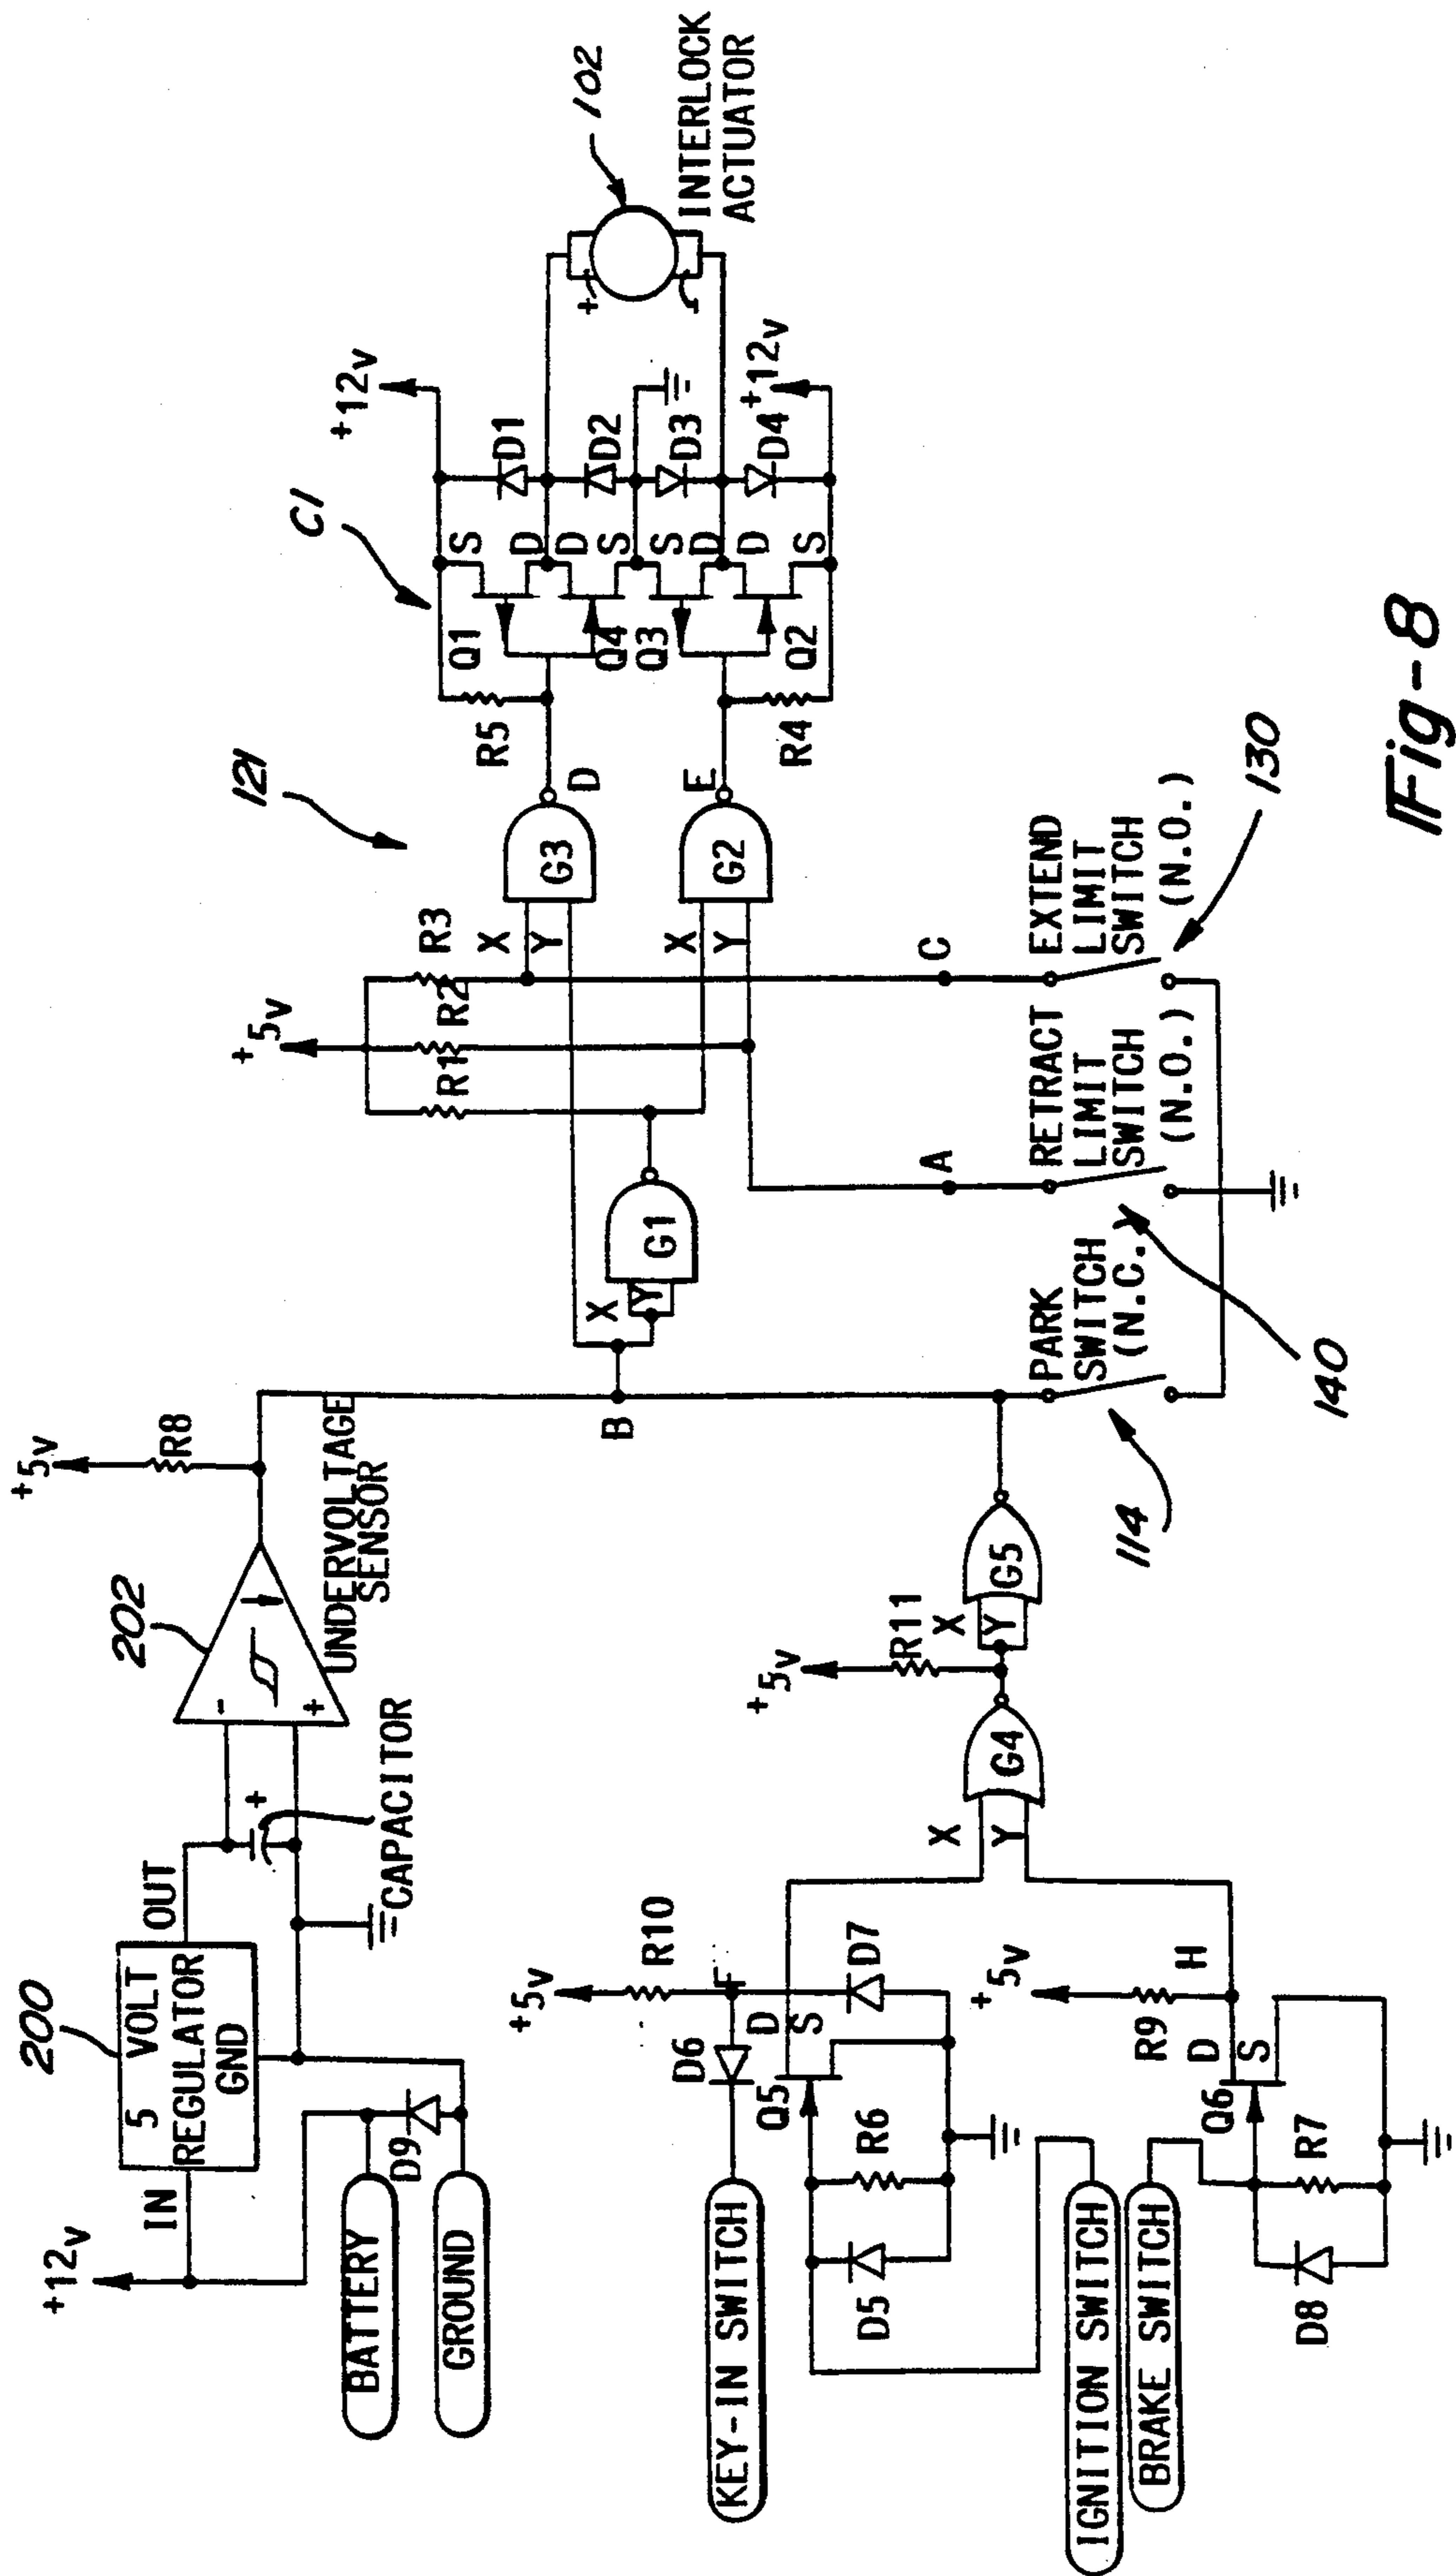 +12v
IN
200
5 VOLT
REGULATOR
GND
OUT
BATTERY
GROUND
D9
CAPACITOR
+
-
+
202
UNDERVOLTAGE
SENSOR
+5v
R8
B
X
Y
G1
+5v
R1
R2
R3
121
X
Y
G3
D
X
Y
G2
E
R5
R4
C1
Q1
Q4
Q3
Q2
S
D
D
S
S
D
D
S
+12v
D1
D2
D3
D4
+12v
+
-
102
INTERLOCK
ACTUATOR
KEY-IN SWITCH
D6
+5v
R10
F
D
S
Q5
D7
R6
D5
IGNITION SWITCH
BRAKE SWITCH
+5v
R9
H
D
S
Q6
R7
D8
X
Y
G4
+5v
R11
X
Y
G5
114
PARK
SWITCH
(N.C.)
140
A
RETRACT
LIMIT
SWITCH
(N.O.)
C
EXTEND
LIMIT
SWITCH
(N.O.)
130
Fig-8